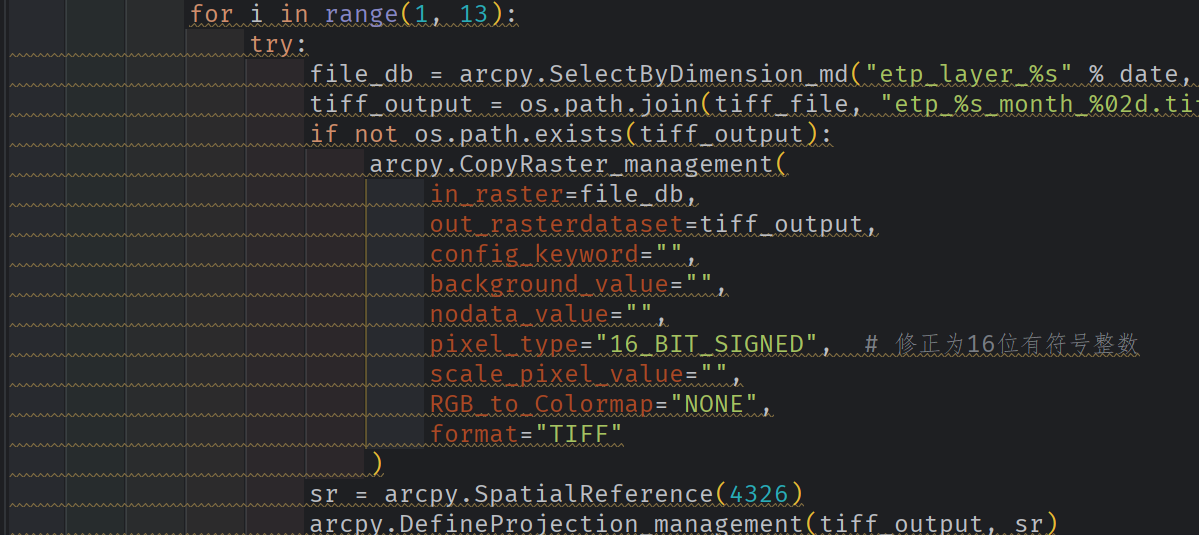 for i in range(1, 13):
try:
file_db = arcpy.SelectByDimension_md("etp_layer_%s" % date,
tiff_output = os.path.join(tiff_file, "etp_%s_month_%02d.tif
if not os.path.exists(tiff_output):
arcpy.CopyRaster_management(
in_raster=file_db,
out_rasterdataset=tiff_output,
config_keyword="",
background_value="",
nodata_value="",
pixel_type="16_BIT_SIGNED",  # 修正为16位有符号整数
scale_pixel_value="",
RGB_to_Colormap="NONE",
format="TIFF"
)
sr = arcpy.SpatialReference(4326)
arcpy.DefineProjection_management(tiff_output, sr)